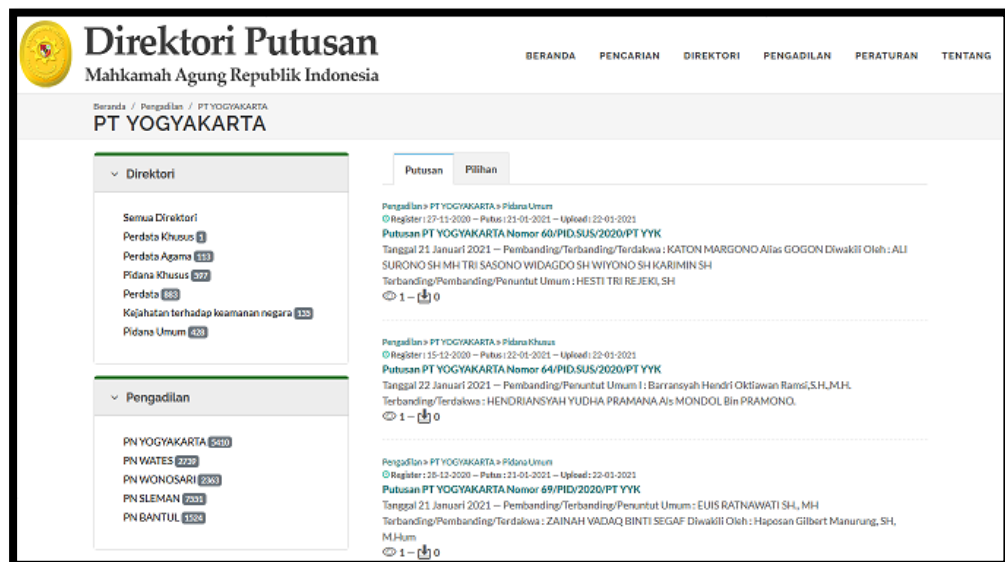 Direktori Putusan
Mahkamah Agung Republik Indonesia
BERANDA PENCARIAN DIREKTORI PENGADILAN PERATURAN TENTANG
Beranda / Pengadilan / PT YOGYAKARTA
PT YOGYAKARTA
Direktori
Semua Direktori
Perdata Khusus 1
Perdata Agama 113
Pidana Khusus 397
Perdata 883
Kejahatan terhadap keamanan negara 135
Pidana Umum 428
Pengadilan
PN YOGYAKARTA 5410
PN WATES 2739
PN WONOSARI 2363
PN SLEMAN 7331
PN BANTUL 1524
Putusan Pilihan
Pengadilan » PT YOGYAKARTA » Pidana Umum
Register : 27-11-2020 — Putus : 21-01-2021 — Upload : 22-01-2021
Putusan PT YOGYAKARTA Nomor 60/PID.SUS/2020/PT YYK
Tanggal 21 Januari 2021 — Pembanding/Terbanding/Terdakwa : KATON MARGONO Alias GOGON Diwakili Oleh : ALI
SURONO SH MH TRI SASONO WIDAGDO SH WIYONO SH KARIMIN SH
Terbanding/Pembanding/Penuntut Umum : HESTI TRI REJEKI, SH
1 — 0
Pengadilan » PT YOGYAKARTA » Pidana Khusus
Register : 15-12-2020 — Putus : 22-01-2021 — Upload : 22-01-2021
Putusan PT YOGYAKARTA Nomor 64/PID.SUS/2020/PT YYK
Tanggal 22 Januari 2021 — Pembanding/Penuntut Umum I : Barransyah Hendri Oktiawan Ramsi,S.H.,M.H.
Terbanding/Terdakwa : HENDRIANSYAH YUDHA PRAMANA Als MONDOL Bin PRAMONO.
1 — 0
Pengadilan » PT YOGYAKARTA » Pidana Umum
Register : 28-12-2020 — Putus : 21-01-2021 — Upload : 22-01-2021
Putusan PT YOGYAKARTA Nomor 69/PID/2020/PT YYK
Tanggal 21 Januari 2021 — Pembanding/Terbanding/Penuntut Umum : EUIS RATNAWATI SH., MH
Terbanding/Pembanding/Terdakwa : ZAINAH VADAQ BINTI SEGAF Diwakili Oleh : Haposan Gilbert Manurung, SH,
M.Hum
1 — 0